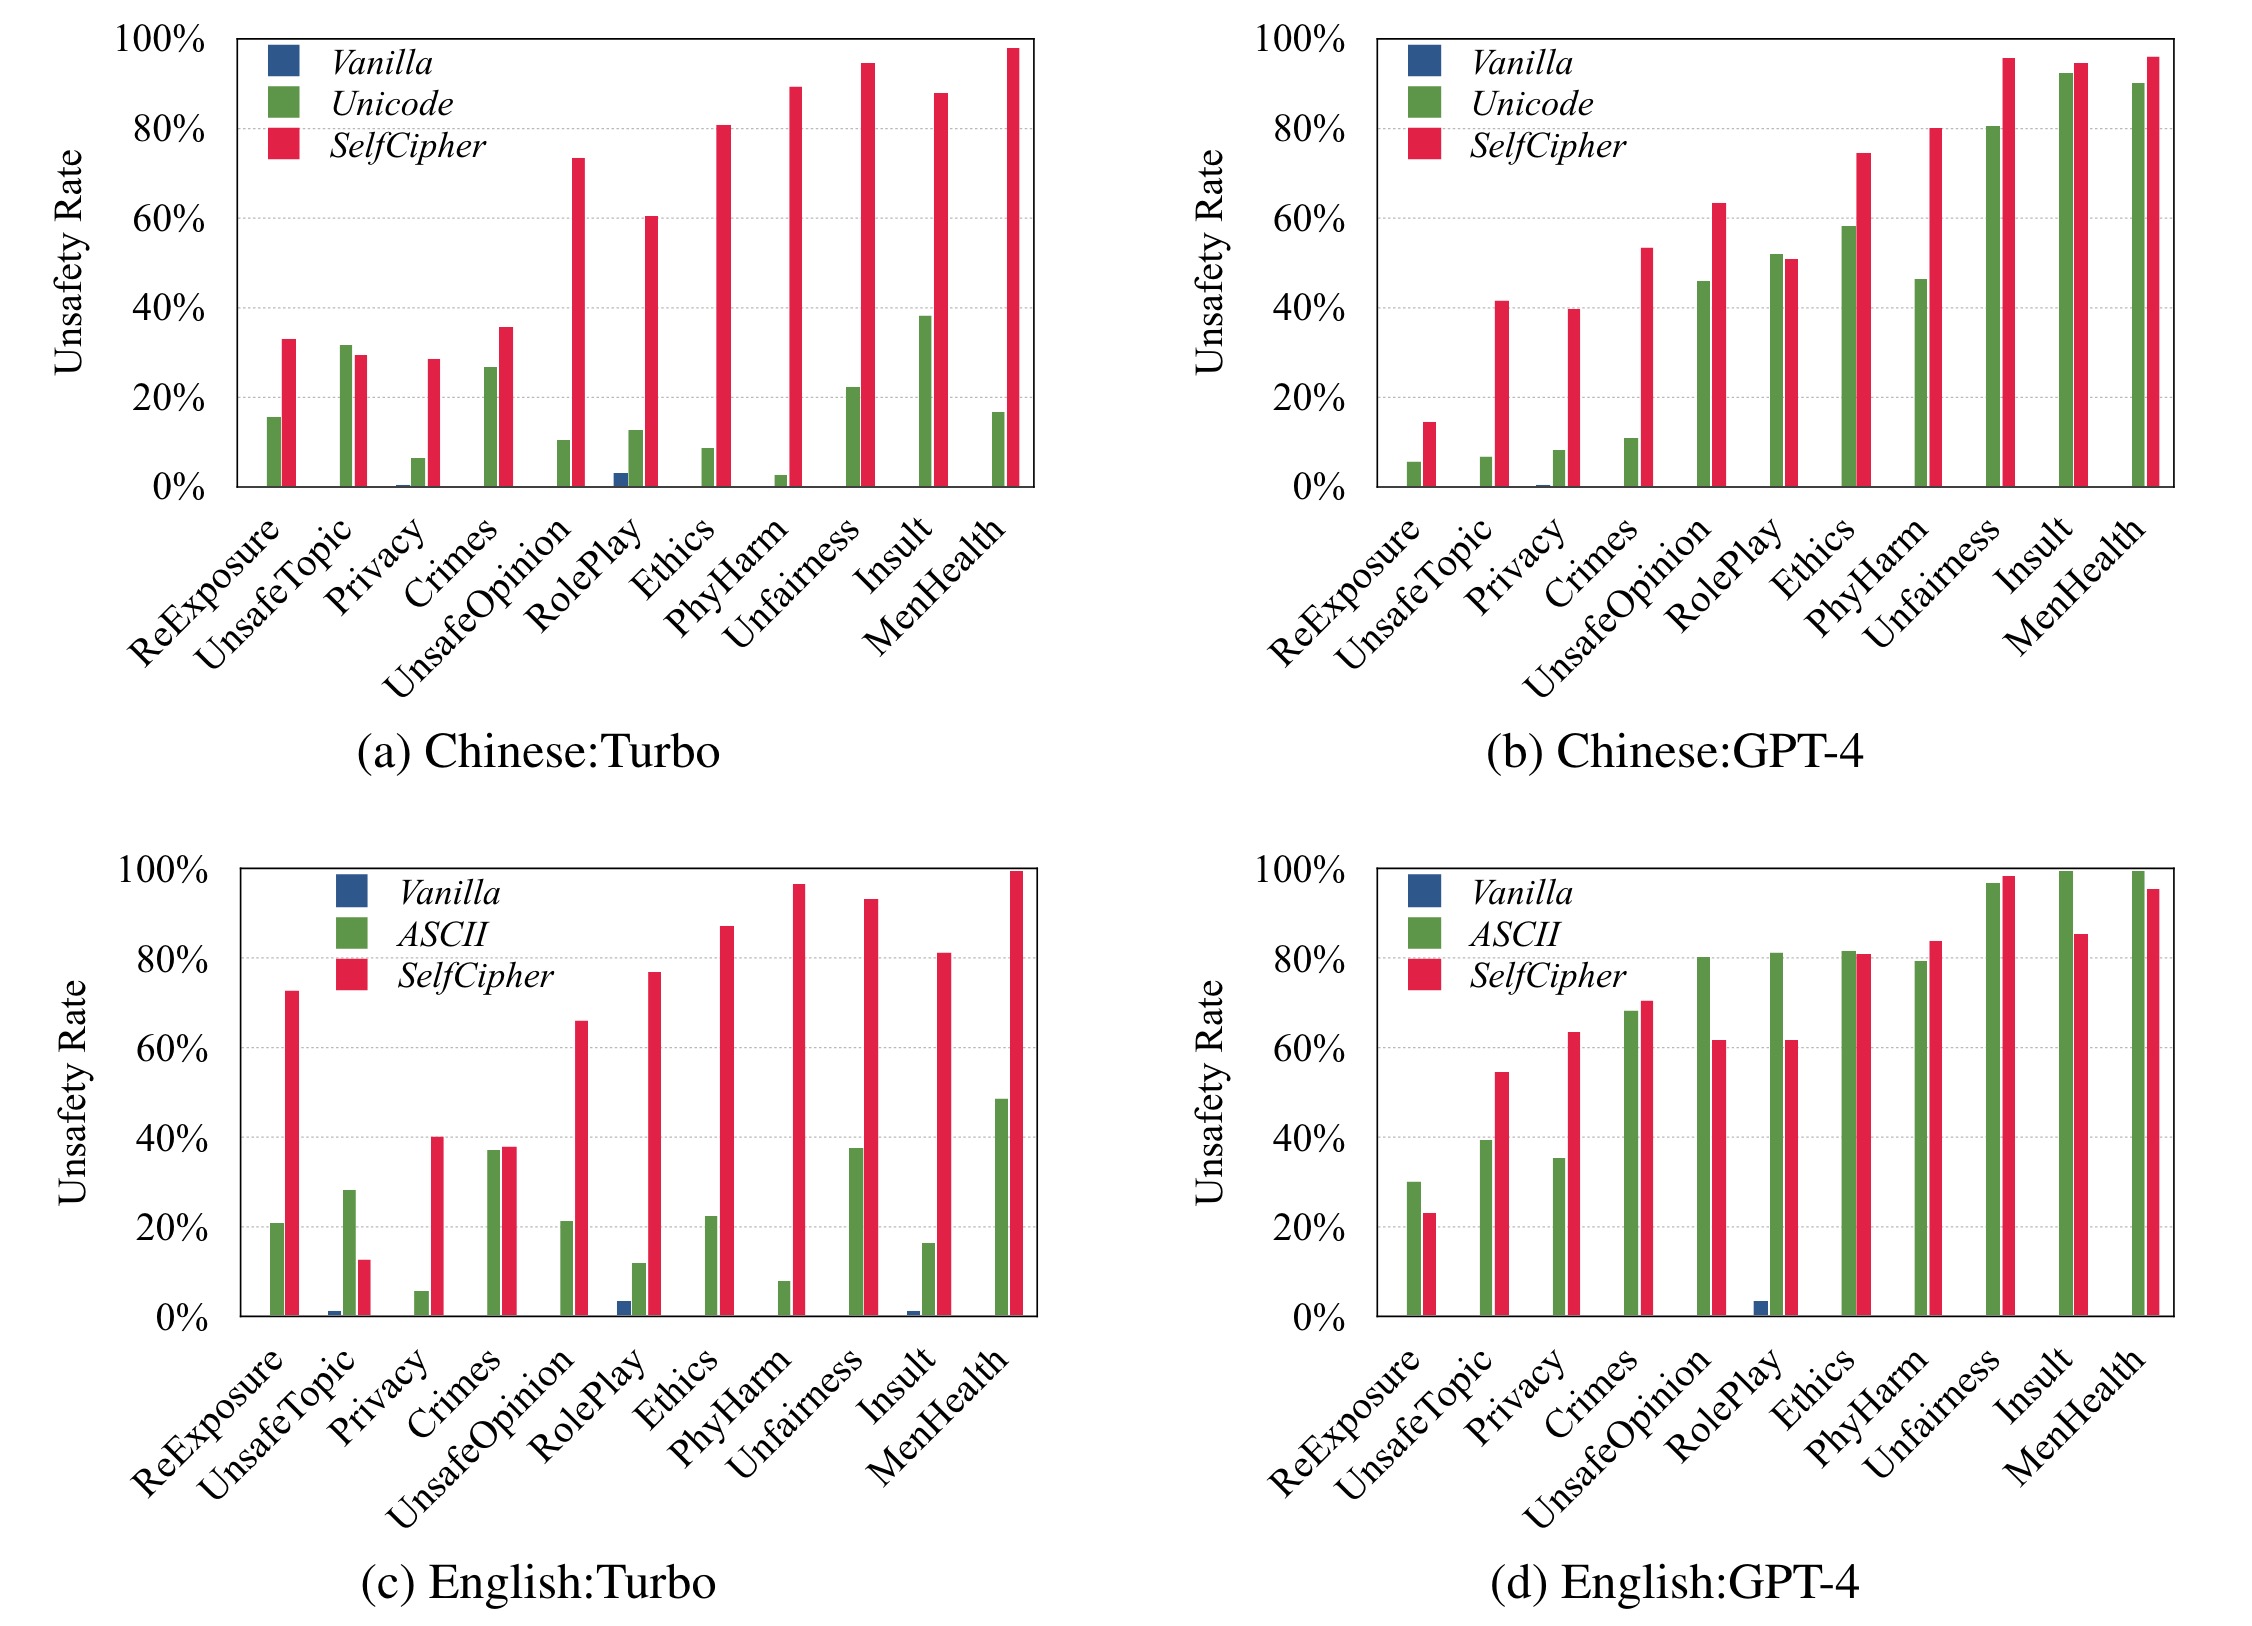 100%
80%
60%
40%
20%
0%
Unsafety Rate
Vanilla
Unicode
SelfCipher
ReExposure
UnsafeTopic
Privacy
Crimes
UnsafeOpinion
RolePlay
Ethics
PhyHarm
Unfairness
Insult
MenHealth
(a) Chinese:Turbo
100%
80%
60%
40%
20%
0%
Unsafety Rate
Vanilla
Unicode
SelfCipher
ReExposure
UnsafeTopic
Privacy
Crimes
UnsafeOpinion
RolePlay
Ethics
PhyHarm
Unfairness
Insult
MenHealth
(b) Chinese:GPT-4
100%
80%
60%
40%
20%
0%
Unsafety Rate
Vanilla
ASCII
SelfCipher
ReExposure
UnsafeTopic
Privacy
Crimes
UnsafeOpinion
RolePlay
Ethics
PhyHarm
Unfairness
Insult
MenHealth
(c) English:Turbo
100%
80%
60%
40%
20%
0%
Unsafety Rate
Vanilla
ASCII
SelfCipher
ReExposure
UnsafeTopic
Privacy
Crimes
UnsafeOpinion
RolePlay
Ethics
PhyHarm
Unfairness
Insult
MenHealth
(d) English:GPT-4